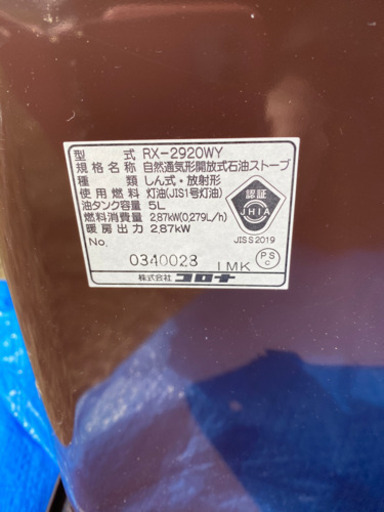 型式 RX-2920WY
規格名称 自然通気形開放式石油ストーブ
種類 しん式・放射形
使用燃料 灯油(JIS1号灯油)
油タンク容量 5L
燃料消費量 2,87kW(0,279L/h)
暖房出力 2,87kW
No.
認証
JHIA
JIS S 2019
0340023 IMK
PS
C
株式会社 コロナ